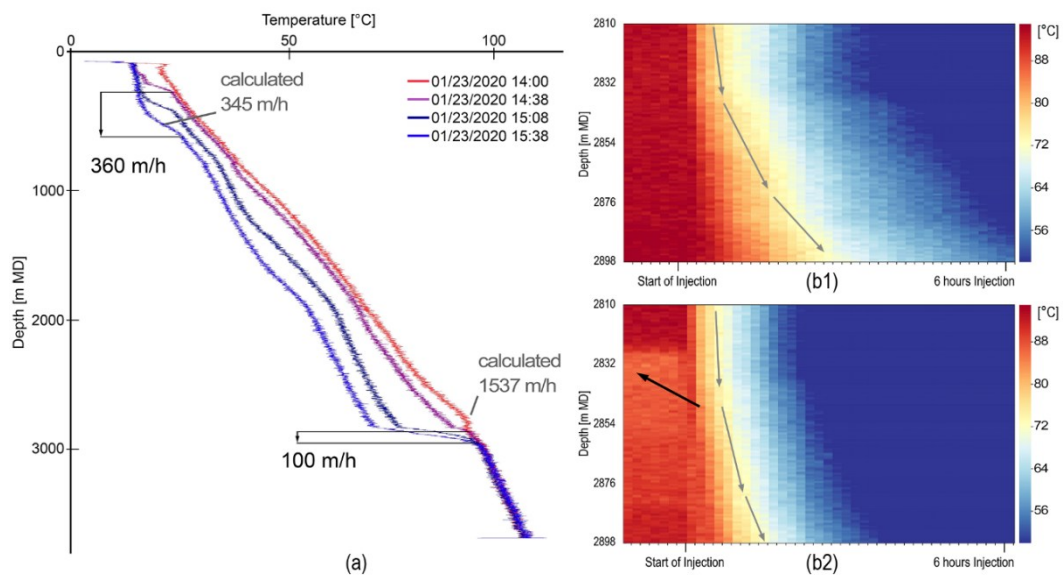 Temperature [°C]
0
50
100
0
1000
2000
3000
Depth [m MD]
calculated
345 m/h
360 m/h
01/23/2020 14:00
01/23/2020 14:38
01/23/2020 15:08
01/23/2020 15:38
calculated
1537 m/h
100 m/h
(a)
2810
2832
2854
2876
2898
Depth [m MD]
Start of Injection
(b1)
6 hours Injection
[°C]
88
80
72
64
56
2810
2832
2854
2876
2898
Depth [m MD]
Start of Injection
(b2)
6 hours Injection
[°C]
88
80
72
64
56